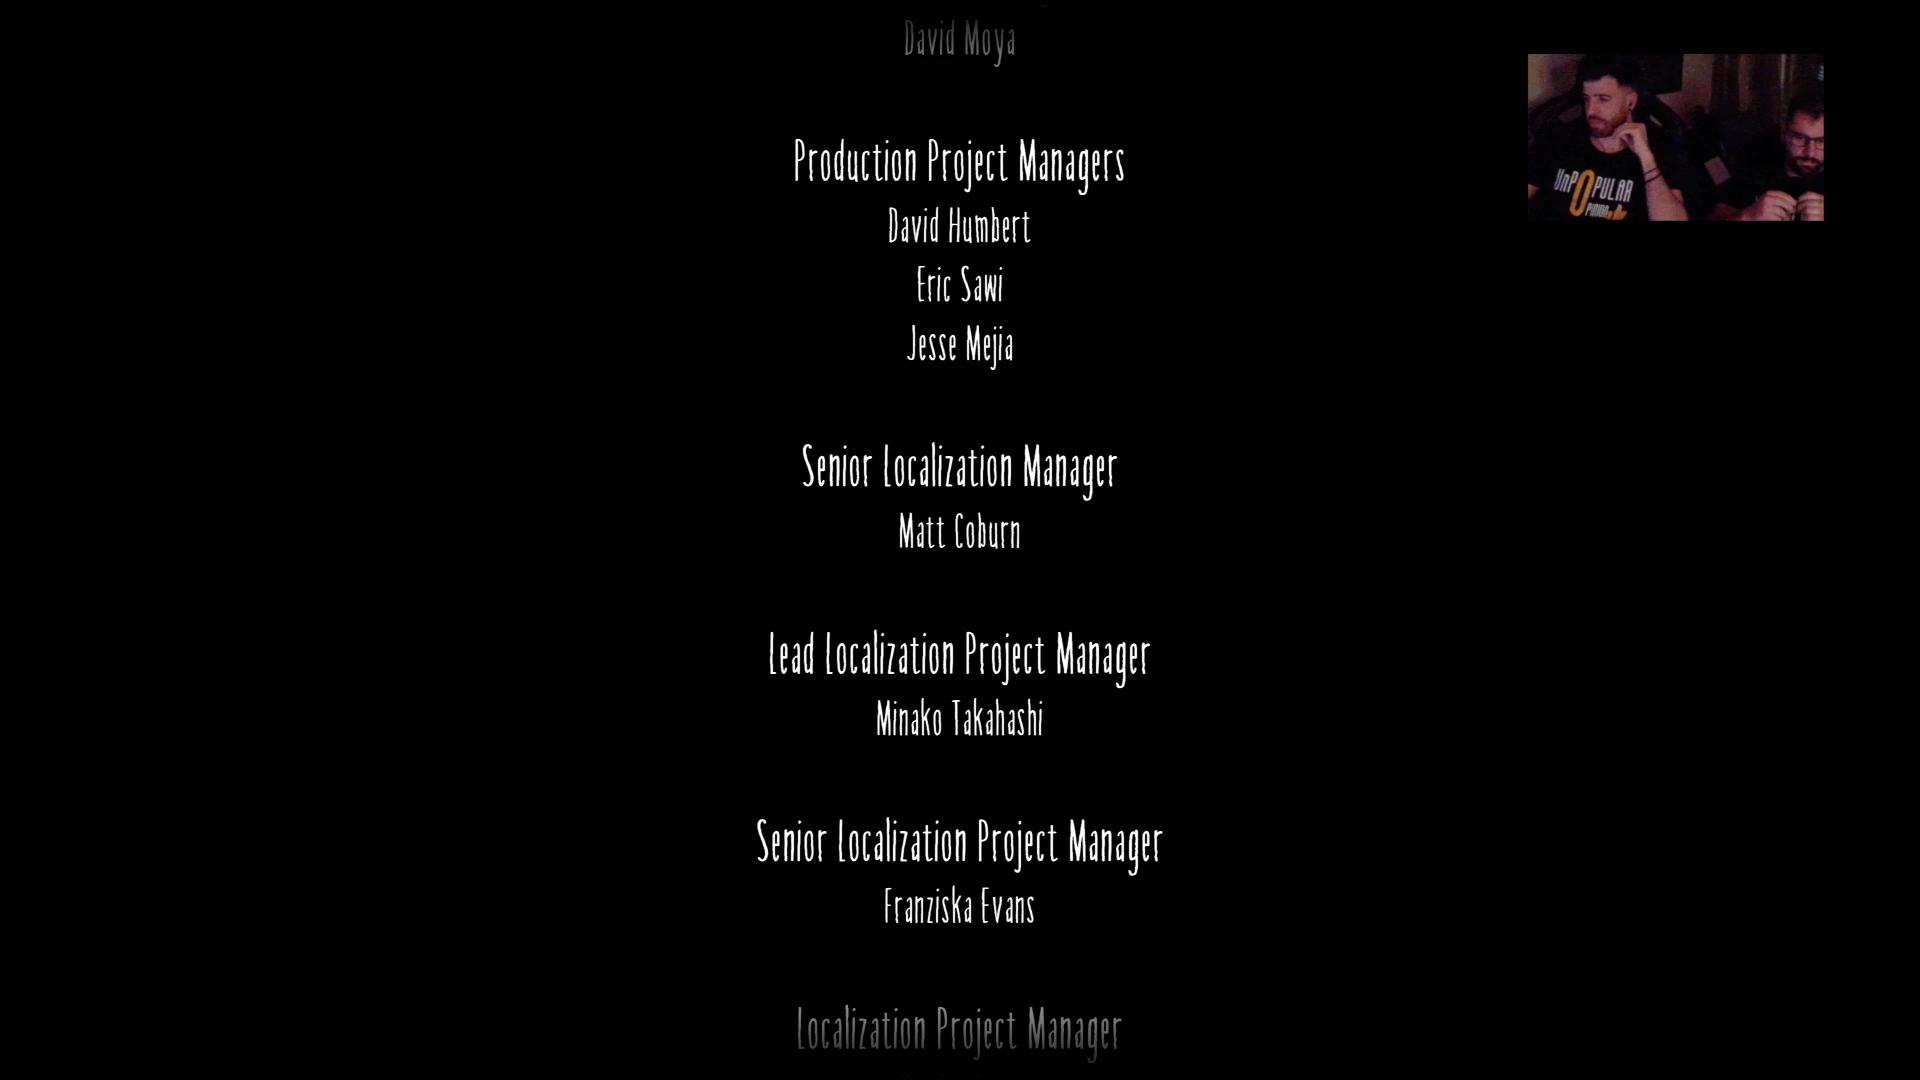 David Moya
Production Project Managers
David Humbert
Eric Sawi
Jesse Mejia
Senior Localization Manager
Matt Coburn
Lead Localization Project Manager
Minako Takahashi
Senior Localization Project Manager
Franziska Evans
Localization Project Manager
UNPOPULAR